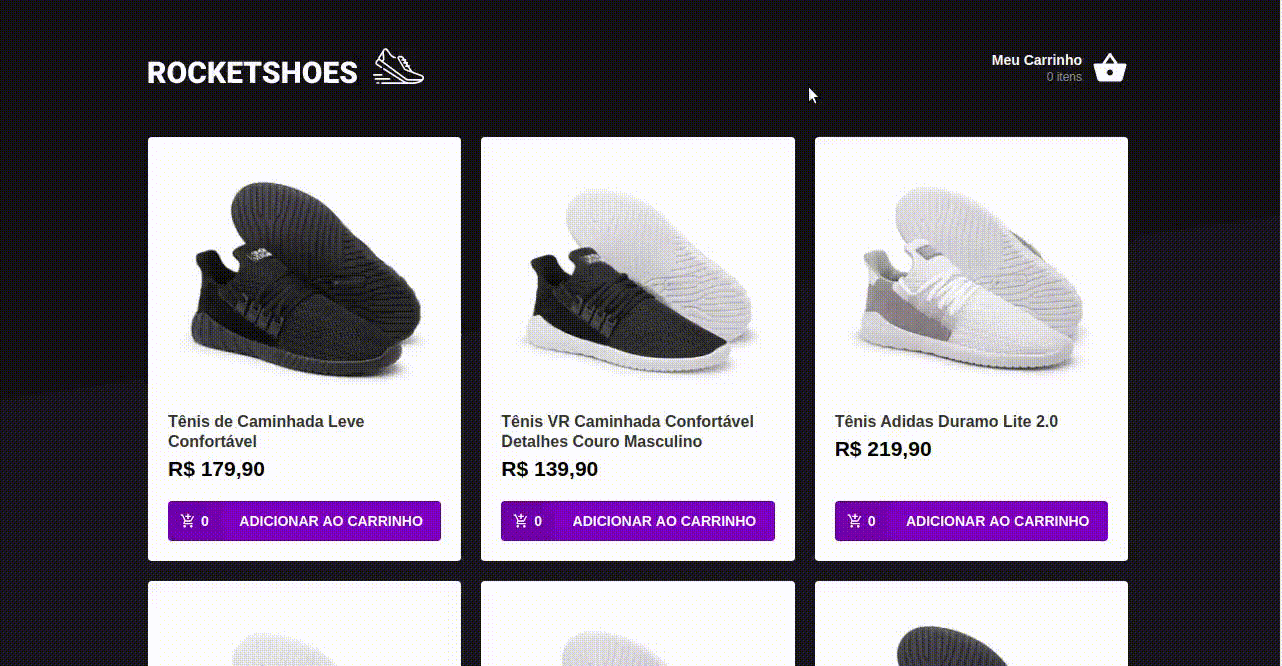 ROCKETSHOES
Meu Carrinho
0 itens
Tênis de Caminhada Leve
Confortável
R$ 179,90
0 ADICIONAR AO CARRINHO
Tênis VR Caminhada Confortável
Detalhes Couro Masculino
R$ 139,90
0 ADICIONAR AO CARRINHO
Tênis Adidas Duramo Lite 2.0
R$ 219,90
0 ADICIONAR AO CARRINHO